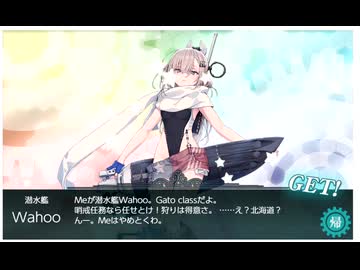 GET!
潜水艦
Wahoo
Meが潜水艦Wahoo。Gato classだよ。
哨戒任務なら任せとけ！狩りは得意さ。……え？北海道？
んー。Meはやめとくわ。
帰